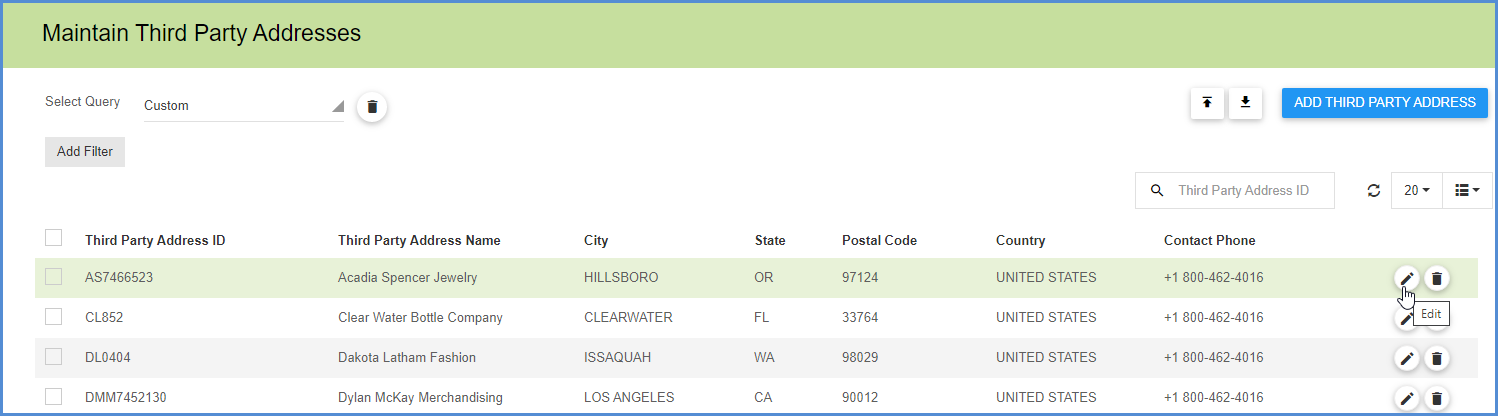 Maintain Third Party Addresses
Select Query Custom
ADD THIRD PARTY ADDRESS
Add Filter
Third Party Address ID 20
Third Party Address ID Third Party Address Name City State Postal Code Country Contact Phone
AS7466523 Acadia Spencer Jewelry HILLSBORO OR 97124 UNITED STATES +1 800-462-4016
CL852 Clear Water Bottle Company CLEARWATER FL 33764 UNITED STATES +1 800-462-4016
Edit
DL0404 Dakota Latham Fashion ISSAQUAH WA 98029 UNITED STATES +1 800-462-4016
DMM7452130 Dylan McKay Merchandising LOS ANGELES CA 90012 UNITED STATES +1 800-462-4016